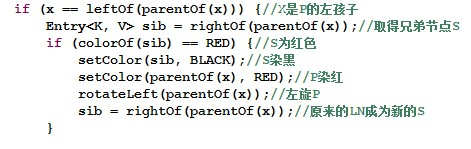 if (x == leftOf(parentOf(x))) {//X是P的左孩子
Entry<K, V> sib = rightOf(parentOf(x));//取得兄弟节点S
if (colorOf(sib) == RED) {//S为红色
setColor(sib, BLACK);//S染黑
setColor(parentOf(x), RED);//P染红
rotateLeft(parentOf(x));//左旋P
sib = rightOf(parentOf(x));//原来的LN成为新的S
}